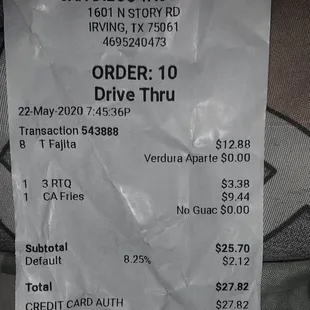 1601 N STORY RD
IRVING, TX 75061
4695240473
ORDER: 10
Drive Thru
22-May-2020 7:45:36P
Transaction 543888
8 T Fajita $12.88
Verdura Aparte $0.00
1 3 RTQ $3.38
1 CA Fries $9.44
No Guac $0.00
Subtotal $25.70
Default 8.25% $2.12
Total $27.82
CREDIT CARD AUTH $27.82